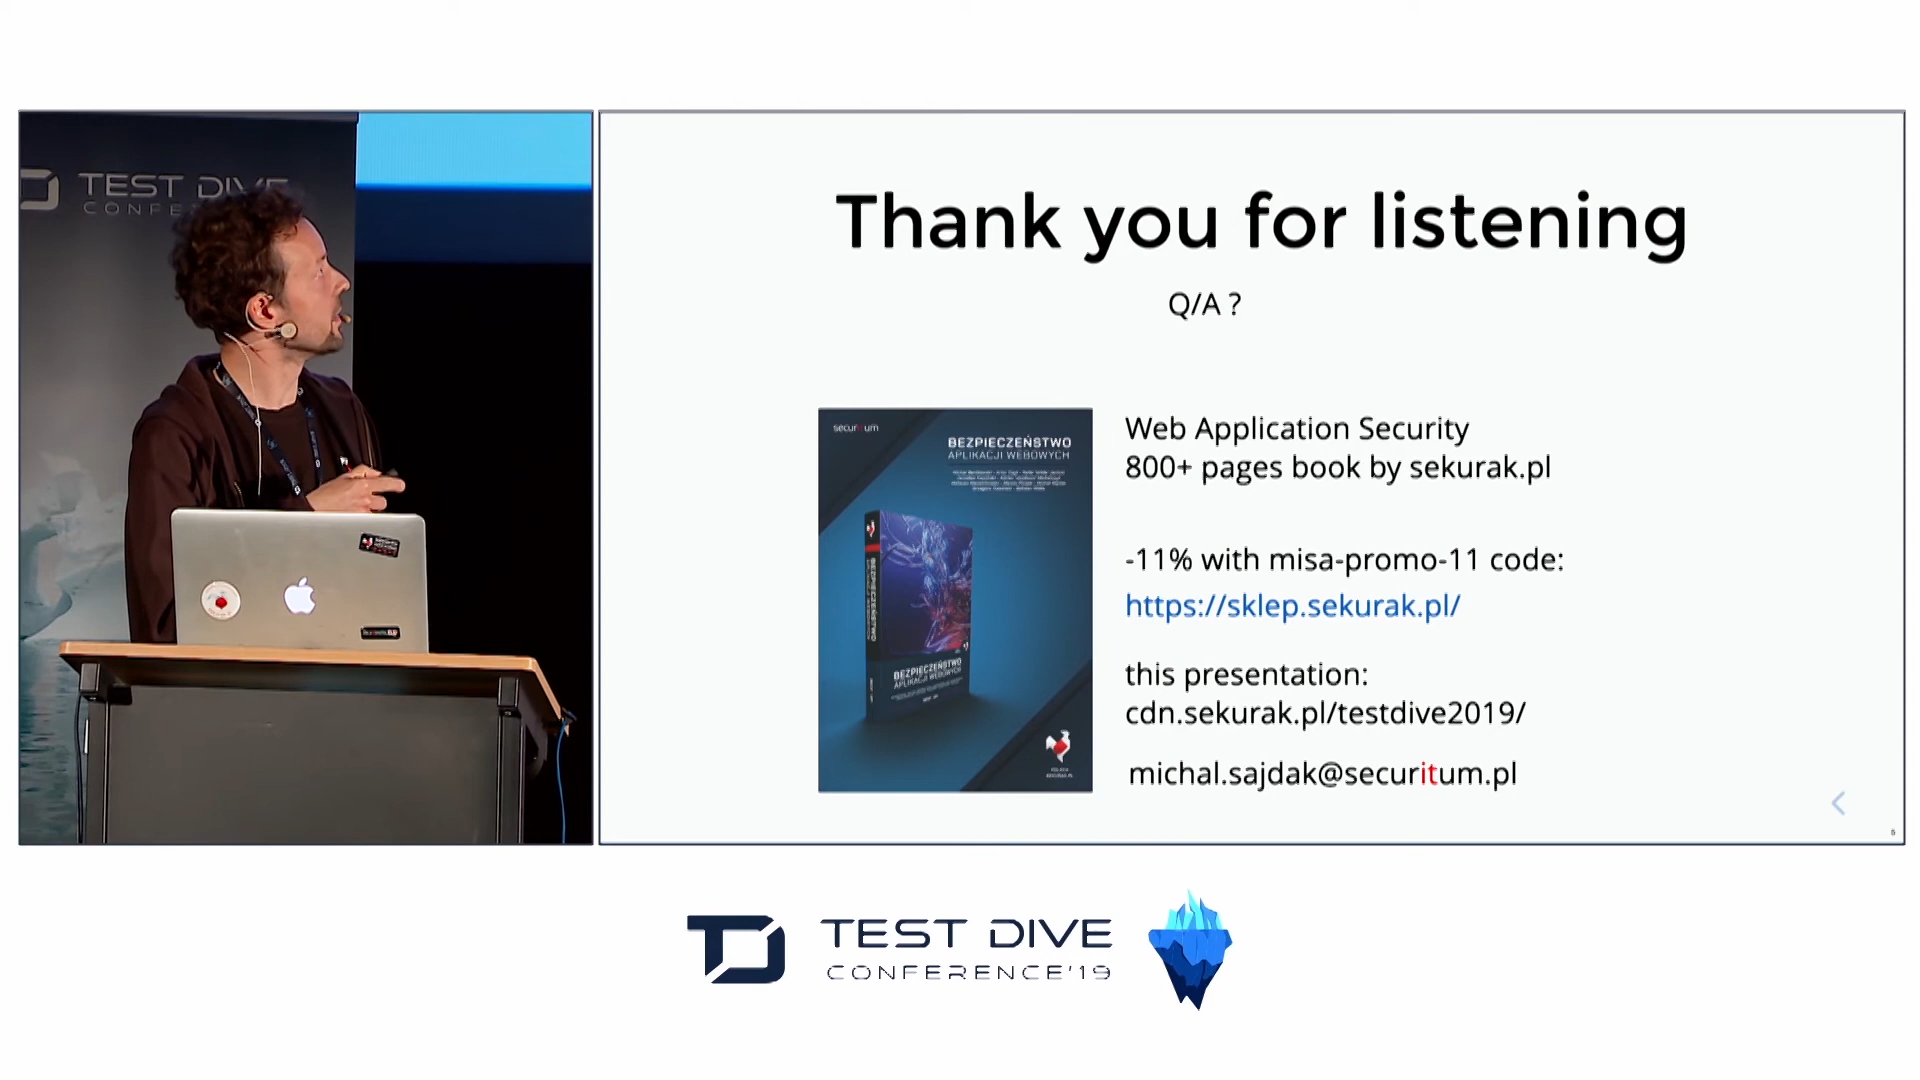 TEST DIVE
CONFE
Thank you for listening
Q/A ?
securitum
BEZPIECZEŃSTWO
APLIKACJI WEBOWYCH
BEZPIECZEŃSTWO
BEZPIECZEŃSTWO
APLIKACJI WEBOWYCH
Web Application Security
800+ pages book by sekurak.pl
-11% with misa-promo-11 code:
https://sklep.sekurak.pl/
this presentation:
cdn.sekurak.pl/testdive2019/
michal.sajdak@securitum.pl
5
TEST DIVE
CONFERENCE'19